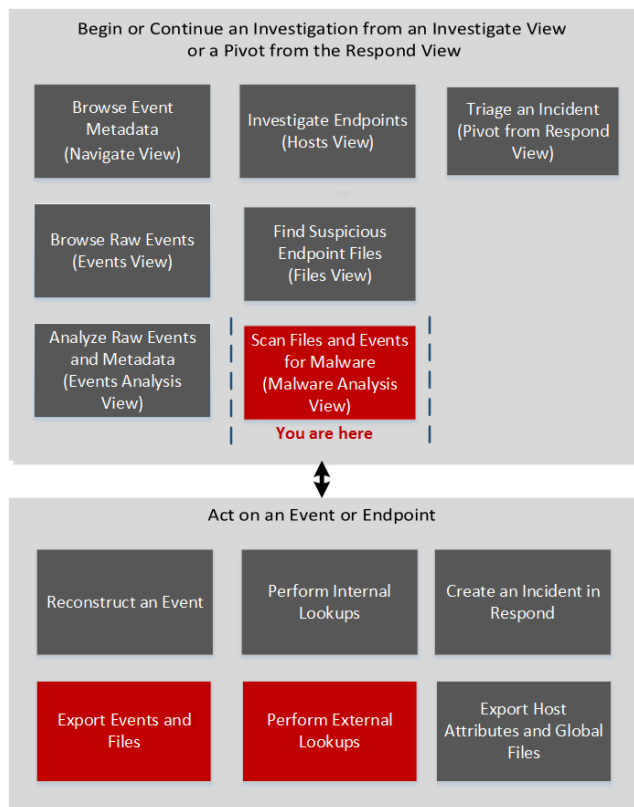 Begin or Continue an Investigation from an Investigate View
or a Pivot from the Respond View
Browse Event
Metadata
(Navigate View)
Investigate Endpoints
(Hosts View)
Triage an Incident
(Pivot from Respond
View)
Browse Raw Events
(Events View)
Find Suspicious
Endpoint Files
(Files View)
Analyze Raw Events
and Metadata
(Events Analysis
View)
Scan Files and Events
for Malware
(Malware Analysis
View)
You are here
Act on an Event or Endpoint
Reconstruct an Event
Perform Internal
Lookups
Create an Incident in
Respond
Export Events and
Files
Perform External
Lookups
Export Host
Attributes and Global
Files